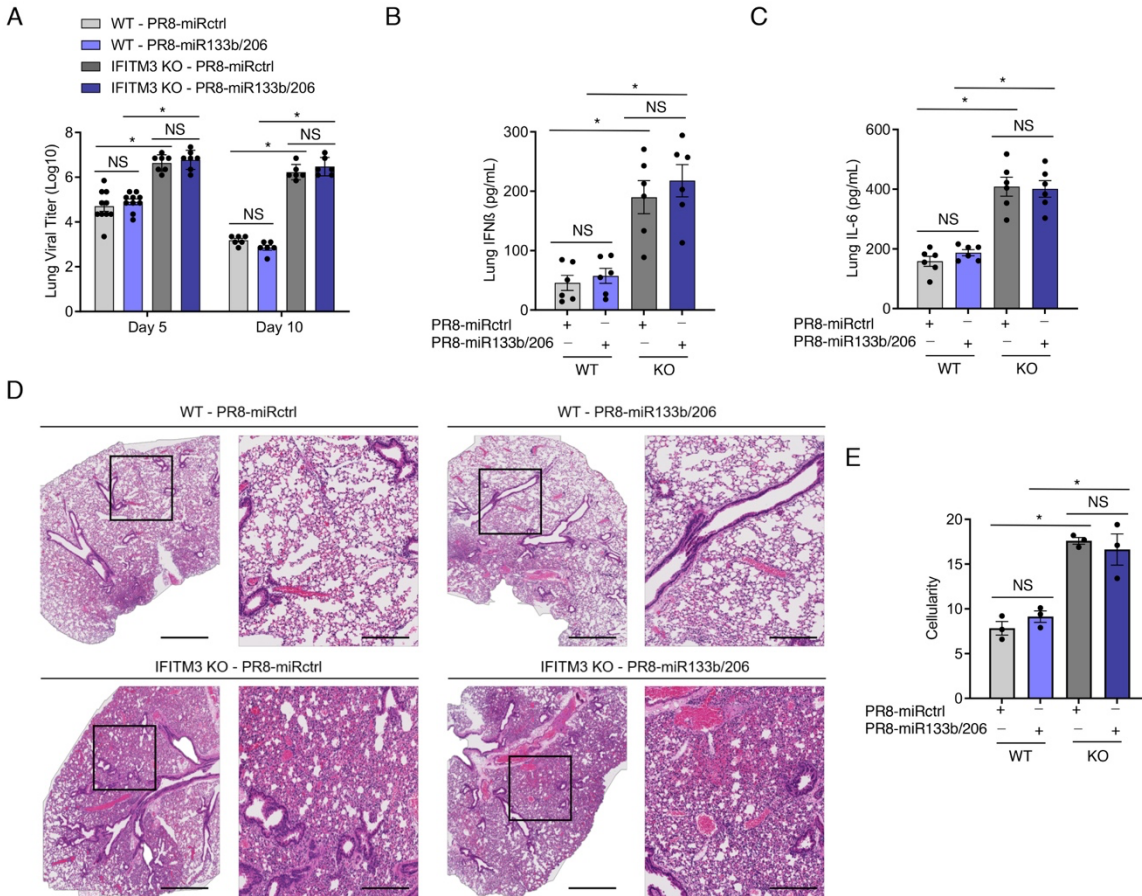 A
WT - PR8-miRctrl
WT - PR8-miR133b/206
IFITM3 KO - PR8-miRctrl
IFITM3 KO - PR8-miR133b/206
Lung Viral Titer (Log10)
8
6
4
2
0
NS
*
*
NS
NS
*
*
NS
Day 5
Day 10
B
Lung IFNß (pg/mL)
300
200
100
0
*
*
NS
NS
PR8-miRctrl + – + –
PR8-miR133b/206 – + – +
WT KO
C
Lung IL-6 (pg/mL)
600
400
200
0
*
*
NS
NS
PR8-miRctrl + – + –
PR8-miR133b/206 – + – +
WT KO
D
WT - PR8-miRctrl
WT - PR8-miR133b/206
IFITM3 KO - PR8-miRctrl
IFITM3 KO - PR8-miR133b/206
E
Cellularity
20
15
10
5
0
*
*
NS
NS
PR8-miRctrl + – + –
PR8-miR133b/206 – + – +
WT KO